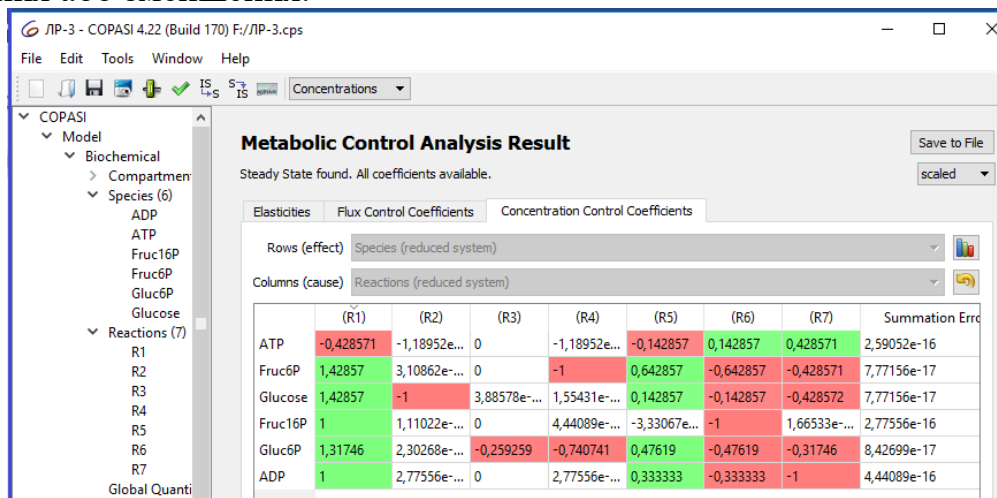 ЛР-3 - COPASI 4.22 (Build 170) F:/ЛР-3.cps
File Edit Tools Window Help
Concentrations
COPASI
Model
Biochemical
Compartmen
Species (6)
ADP
ATP
Fruc16P
Fruc6P
Gluc6P
Glucose
Reactions (7)
R1
R2
R3
R4
R5
R6
R7
Global Quanti
Metabolic Control Analysis Result
Save to File
Steady State found. All coefficients available.
scaled
Elasticities Flux Control Coefficients Concentration Control Coefficients
Rows (effect) Species (reduced system)
Columns (cause) Reactions (reduced system)
(R1) (R2) (R3) (R4) (R5) (R6) (R7) Summation Erro
ATP -0,428571 -1,18952e-... 0 -1,18952e-... -0,142857 0,142857 0,428571 2,59052e-16
Fruc6P 1,42857 3,10862e-... 0 -1 0,642857 -0,642857 -0,428571 7,77156e-17
Glucose 1,42857 -1 3,88578e-... 1,55431e-... 0,142857 -0,142857 -0,428572 7,77156e-17
Fruc16P 1 1,11022e-... 0 4,44089e-... -3,33067e... -1 1,66533e-... 2,77556e-16
Gluc6P 1,31746 2,30268e-... -0,259259 -0,740741 0,47619 -0,47619 -0,31746 8,42699e-17
ADP 1 2,77556e-... 0 2,77556e-... 0,333333 -0,333333 -1 4,44089e-16